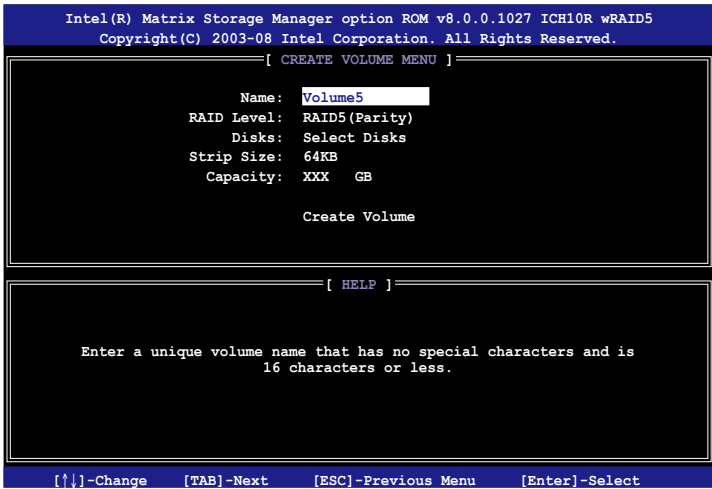 Intel(R) Matrix Storage Manager option ROM v8.0.0.1027 ICH10R wRAID5
Copyright(C) 2003-08 Intel Corporation. All Rights Reserved.
[ CREATE VOLUME MENU ]
Name: Volume5
RAID Level: RAID5(Parity)
Disks: Select Disks
Strip Size: 64KB
Capacity: XXX GB
Create Volume
[ HELP ]
Enter a unique volume name that has no special characters and is
16 characters or less.
[↑↓]-Change [TAB]-Next [ESC]-Previous Menu [Enter]-Select